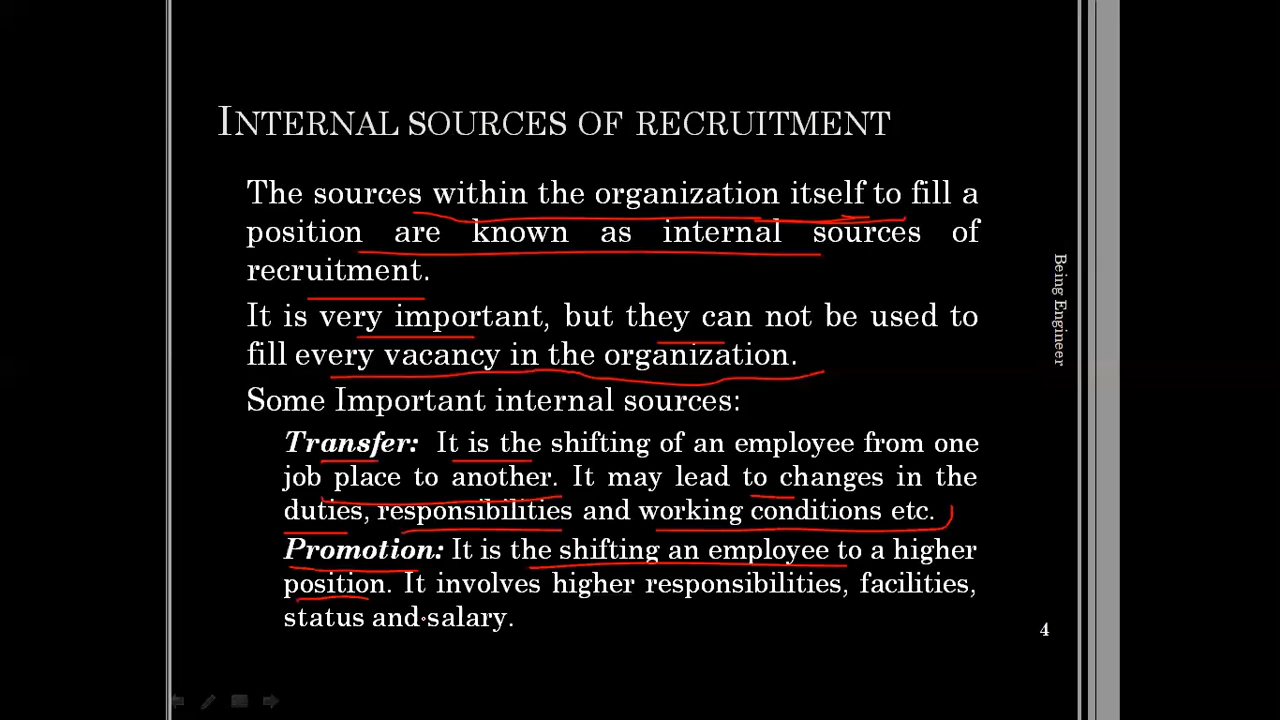 INTERNAL SOURCES OF RECRUITMENT
The sources within the organization itself to fill a
position are known as internal sources of
recruitment.
It is very important, but they can not be used to
fill every vacancy in the organization.
Some Important internal sources:
Transfer: It is the shifting of an employee from one
job place to another. It may lead to changes in the
duties, responsibilities and working conditions etc.
Promotion: It is the shifting an employee to a higher
position. It involves higher responsibilities, facilities,
status and salary.
Being Engineer
4